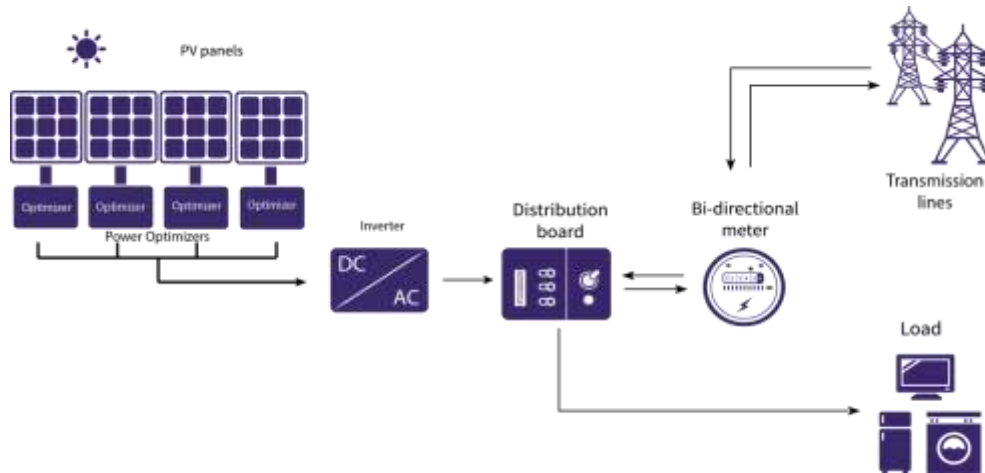 PV panels
Optimizer Optimizer Optimizer Optimizer
Power Optimizers
Inverter
DC
AC
Distribution
board
Bi-directional
meter
Transmission
lines
Load